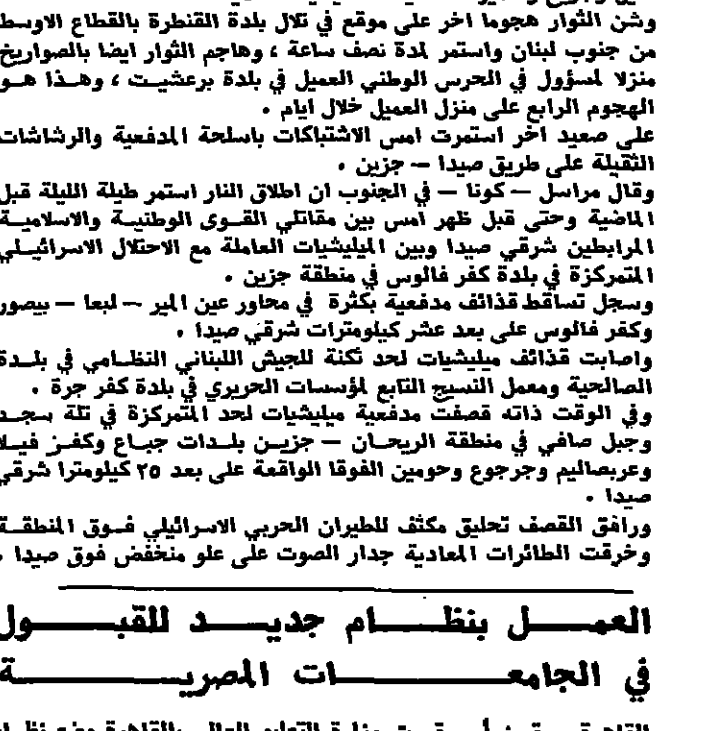 وشن الثوار هجوما اخر على موقع في تلال بلدة القنطرة بالقطاع الاوسط
من جنوب لبنان واستمر لمدة نصف ساعة ، وهاجم الثوار ايضا بالصواريخ
منزلا لمسؤول في الحرس الوطني العميل في بلدة برعشيت ، وهذا هو
الهجوم الرابع على منزل العميل خلال ايام .
على صعيد اخر استمرت امس الاشتباكات باسلحة المدفعية والرشاشات
الثقيلة على طريق صيدا — جزين .
وقال مراسل — كونا — في الجنوب ان اطلاق النار استمر طيلة الليلة قبل
الماضية وحتى قبل ظهر امس بين مقاتلي القوى الوطنية والاسلامية
المرابطين شرقي صيدا وبين الميليشيات العاملة مع الاحتلال الاسرائيلي
المتمركزة في بلدة كفر فالوس في منطقة جزين .
وسجل تساقط قذائف مدفعية بكثرة في محاور عين المير — لبعا — بيصور
وكفر فالوس على بعد عشر كيلومترات شرقي صيدا .
واصابت قذائف ميليشيات لحد ثكنة للجيش اللبناني النظامي في بلدة
الصالحية ومعمل النسيج التابع لمؤسسات الحريري في بلدة كفر جرة .
وفي الوقت ذاته قصفت مدفعية ميليشيات لحد المتمركزة في تلة سجد
وجبل صافي في منطقة الريحان — جزين بلدات جباع وكفر فيلا
وعربصاليم وجرجوع وحومين الفوقا الواقعة على بعد ٢٥ كيلومترا شرقي
صيدا .
ورافق القصف تحليق مكثف للطيران الحربي الاسرائيلي فوق المنطقة
وخرقت الطائرات المعادية جدار الصوت على علو منخفض فوق صيدا .
العمل بنظام جديد للقبول
في الجامعات المصرية